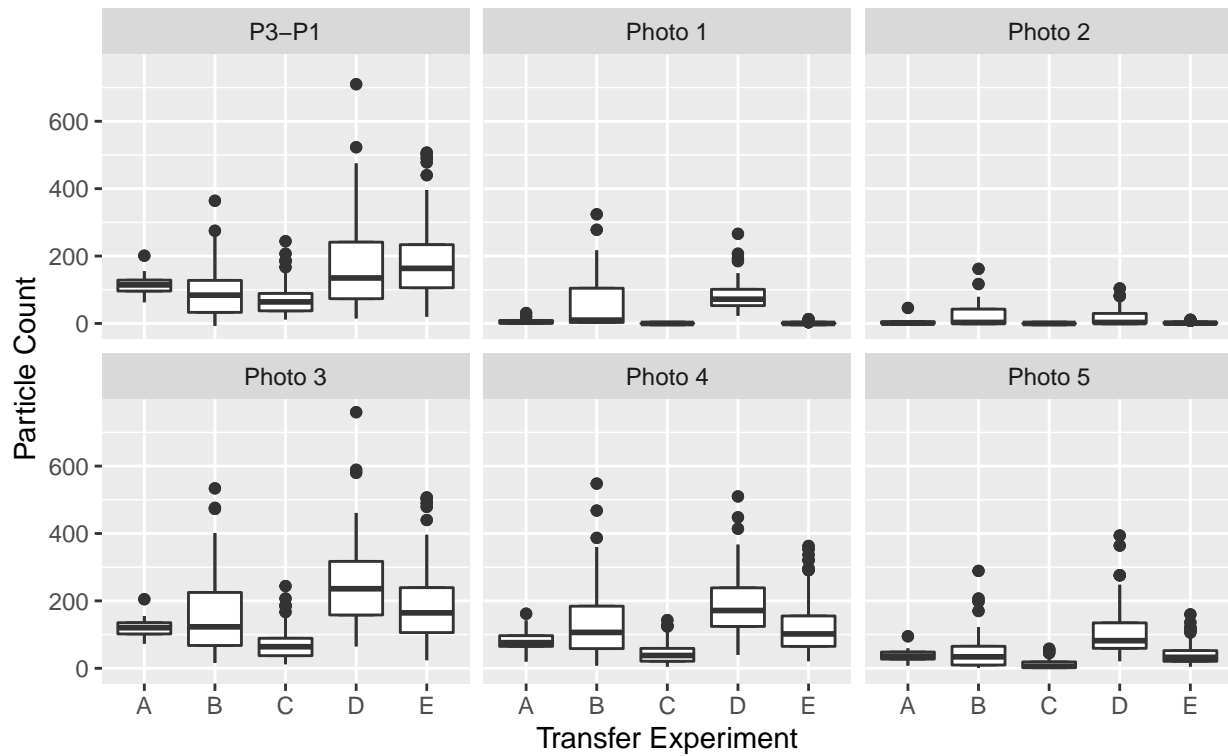 P3−P1 Photo 1 Photo 2
600
400
200
0
Photo 3 Photo 4 Photo 5
600
400
200
0
A B C D E A B C D E A B C D E
Particle Count
Transfer Experiment